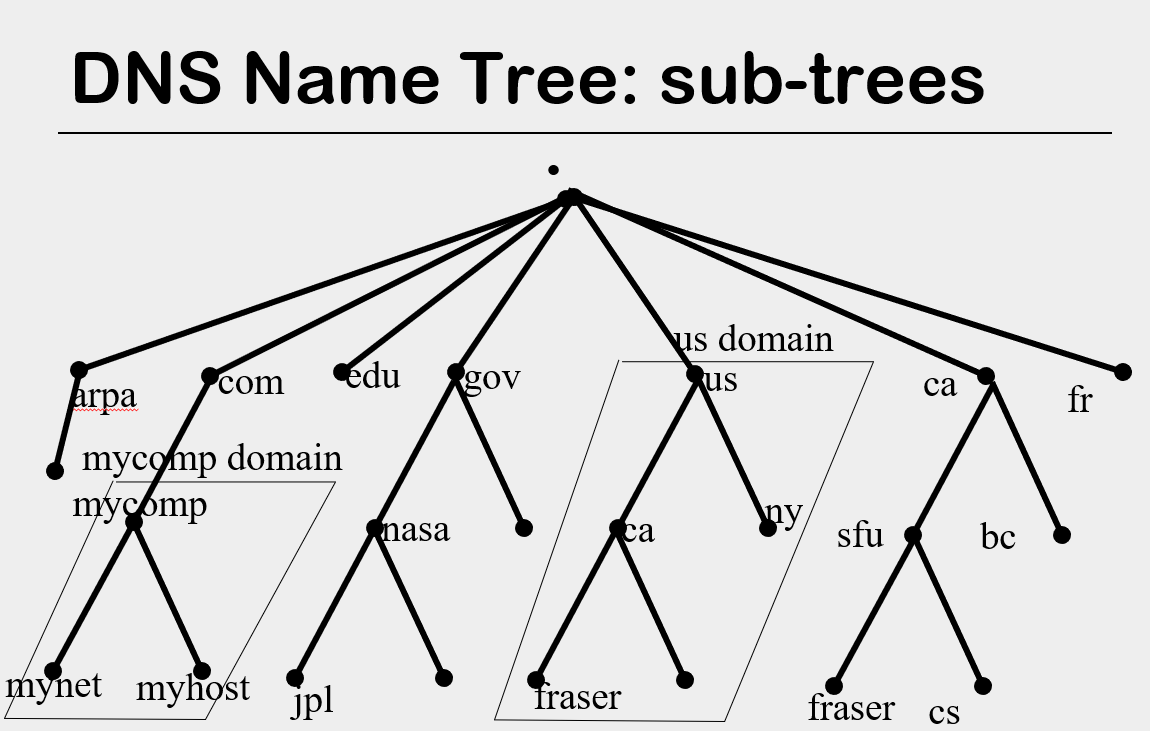 DNS Name Tree: sub-trees
.
us domain
arpa com edu gov us ca fr
mycomp domain
mycomp nasa ca ny sfu bc
mynet myhost jpl fraser fraser cs